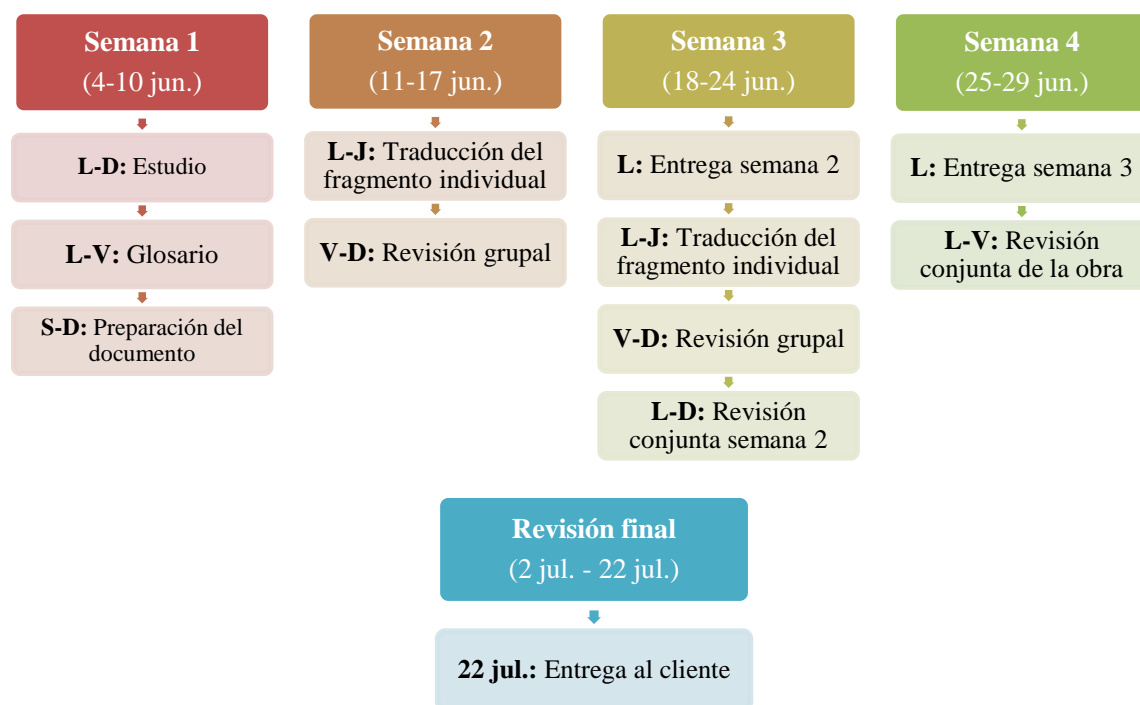 Semana 1
(4-10 jun.)
L-D: Estudio
L-V: Glosario
S-D: Preparación del
documento
Semana 2
(11-17 jun.)
L-J: Traducción del
fragmento individual
V-D: Revisión grupal
Semana 3
(18-24 jun.)
L: Entrega semana 2
L-J: Traducción del
fragmento individual
V-D: Revisión grupal
L-D: Revisión
conjunta semana 2
Semana 4
(25-29 jun.)
L: Entrega semana 3
L-V: Revisión
conjunta de la obra
Revisión final
(2 jul. - 22 jul.)
22 jul.: Entrega al cliente